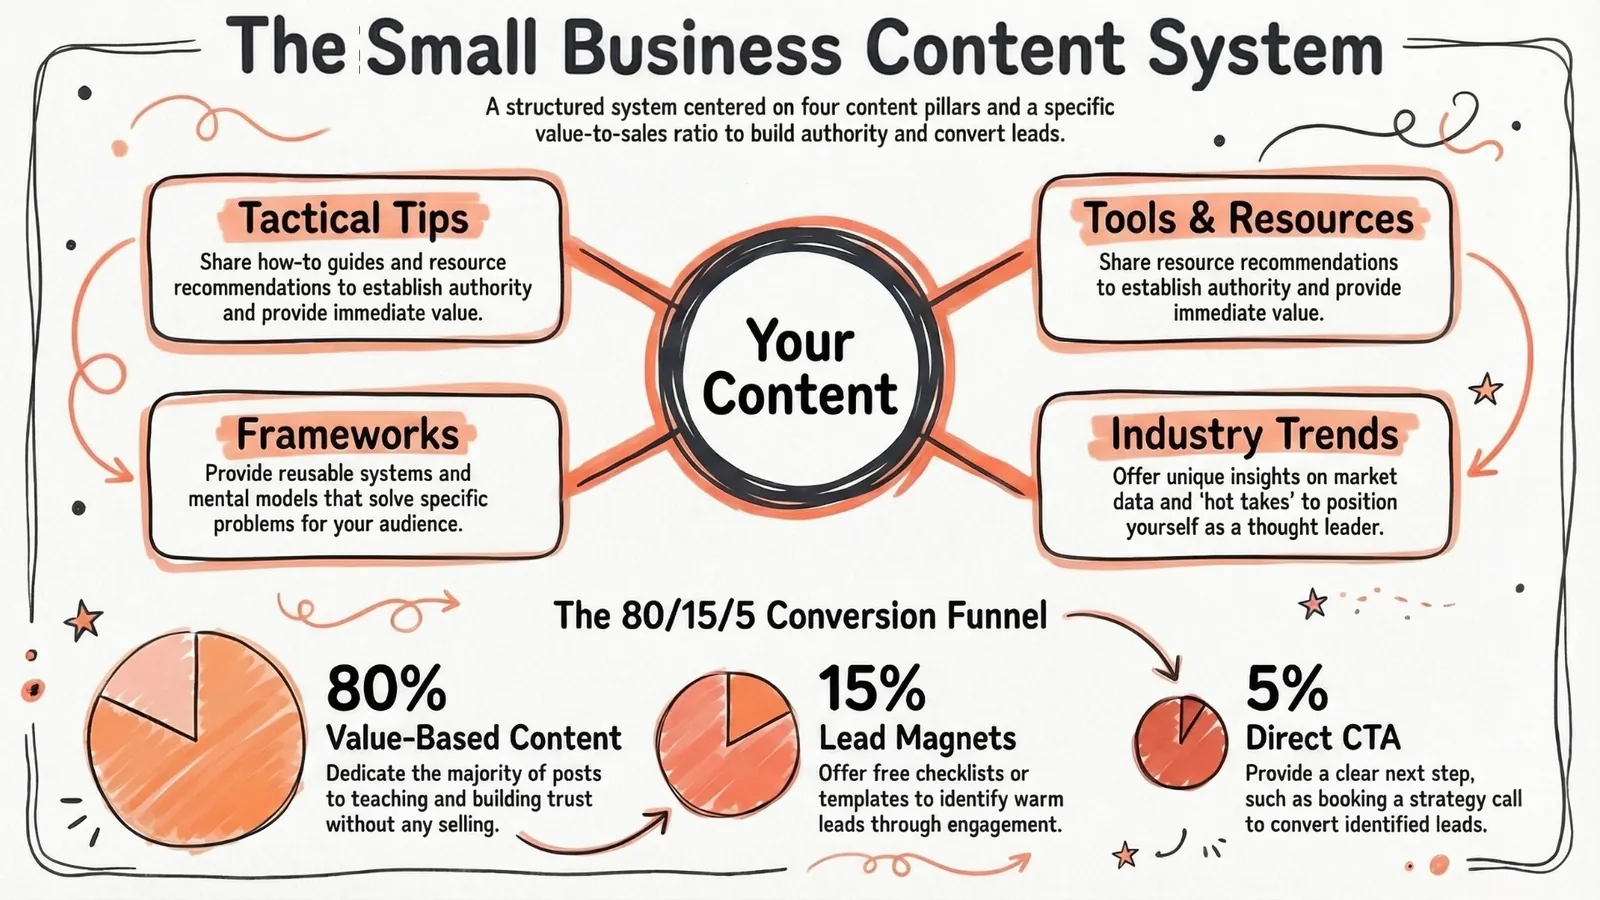 The Small Business Content System
A structured system centered on four content pillars and a specific
value-to-sales ratio to build authority and convert leads.
Tactical Tips
Share how-to guides and resource
recommendations to establish authority
and provide immediate value.
Tools & Resources
Share resource recommendations
to establish authority and provide
immediate value.
Your
Content
Frameworks
Provide reusable systems and
mental models that solve specific
problems for your audience.
Industry Trends
Offer unique insights on market
data and 'hot takes' to position
yourself as a thought leader.
The 80/15/5 Conversion Funnel
80%
Value-Based Content
Dedicate the majority of posts
to teaching and building trust
without any selling.
15%
Lead Magnets
Offer free checklists or
templates to identify warm
leads through engagement.
5%
Direct CTA
Provide a clear next step,
such as booking a strategy call
to convert identified leads.